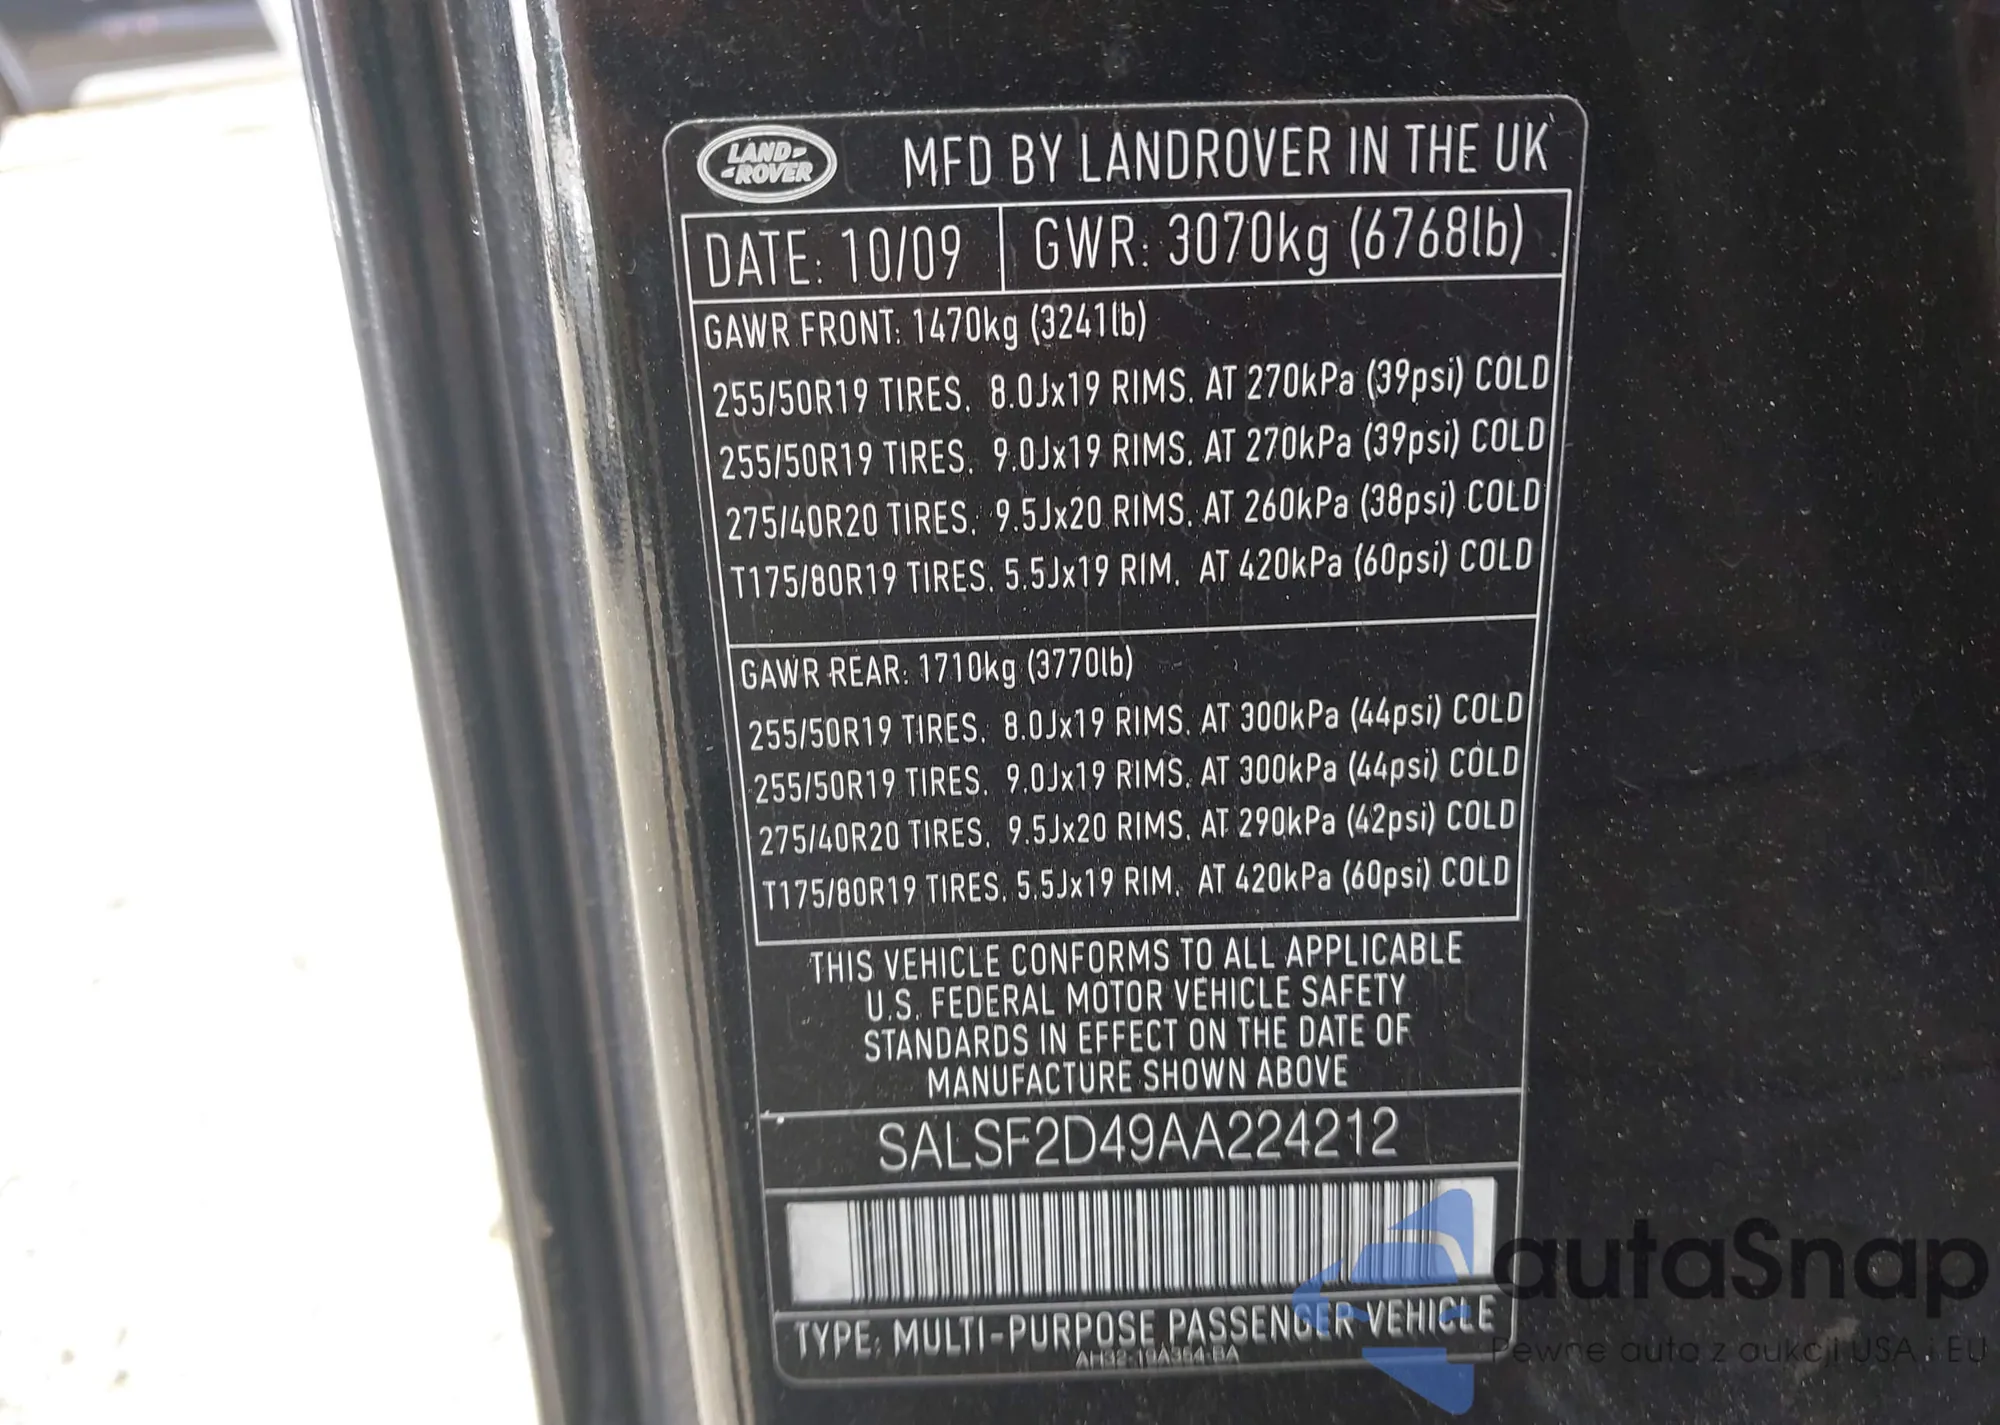 LAND-
-ROVER
MFD BY LANDROVER IN THE UK
DATE: 10/09 GWR: 3070kg (6768lb)
GAWR FRONT: 1470kg (3241lb)
255/50R19 TIRES. 8.0Jx19 RIMS. AT 270kPa (39psi) COLD
255/50R19 TIRES. 9.0Jx19 RIMS. AT 270kPa (39psi) COLD
275/40R20 TIRES. 9.5Jx20 RIMS. AT 260kPa (38psi) COLD
T175/80R19 TIRES. 5.5Jx19 RIM. AT 420kPa (60psi) COLD
GAWR REAR: 1710kg (3770lb)
255/50R19 TIRES. 8.0Jx19 RIMS. AT 300kPa (44psi) COLD
255/50R19 TIRES. 9.0Jx19 RIMS. AT 300kPa (44psi) COLD
275/40R20 TIRES. 9.5Jx20 RIMS. AT 290kPa (42psi) COLD
T175/80R19 TIRES. 5.5Jx19 RIM. AT 420kPa (60psi) COLD
THIS VEHICLE CONFORMS TO ALL APPLICABLE
U.S. FEDERAL MOTOR VEHICLE SAFETY
STANDARDS IN EFFECT ON THE DATE OF
MANUFACTURE SHOWN ABOVE
SALSF2D49AA224212
TYPE: MULTI-PURPOSE PASSENGER VEHICLE
AH32-10A364-BA
autaSnap
Pewne auta z aukcji USA i EU